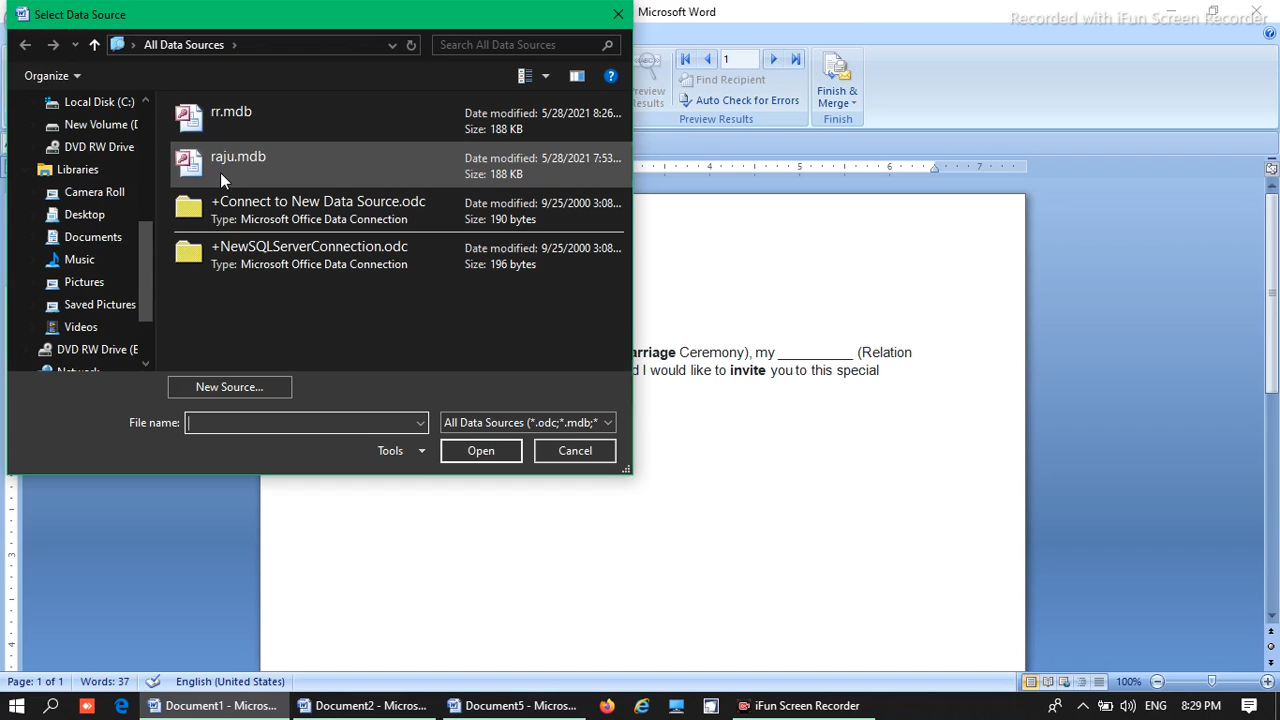 Select Data Source
Microsoft Word
Recorded with iFun Screen Recorder
All Data Sources
Search All Data Sources
Organize
Local Disk (C:)
New Volume (D
DVD RW Drive
Libraries
Camera Roll
Desktop
Documents
Music
Pictures
Saved Pictures
Videos
DVD RW Drive (E
rr.mdb
Date modified: 5/28/2021 8:26...
Size: 188 KB
raju.mdb
Date modified: 5/28/2021 7:53...
Size: 188 KB
+Connect to New Data Source.odc
Type: Microsoft Office Data Connection
Date modified: 9/25/2000 3:08...
Size: 190 bytes
+NewSQLServerConnection.odc
Type: Microsoft Office Data Connection
Date modified: 9/25/2000 3:08...
Size: 196 bytes
New Source...
File name:
All Data Sources (*.odc;*.mdb;*
Tools
Open
Cancel
Preview
Results
1
Find Recipient
Auto Check for Errors
Preview Results
Finish &
Merge
Finish
5
6
7
arriage Ceremony), my __________ (Relation
d I would like to invite you to this special
3
4
Page: 1 of 1
Words: 37
English (United States)
100%
Document1 - Micros...
Document2 - Micros...
Document5 - Micros...
iFun Screen Recorder
ENG
8:29 PM